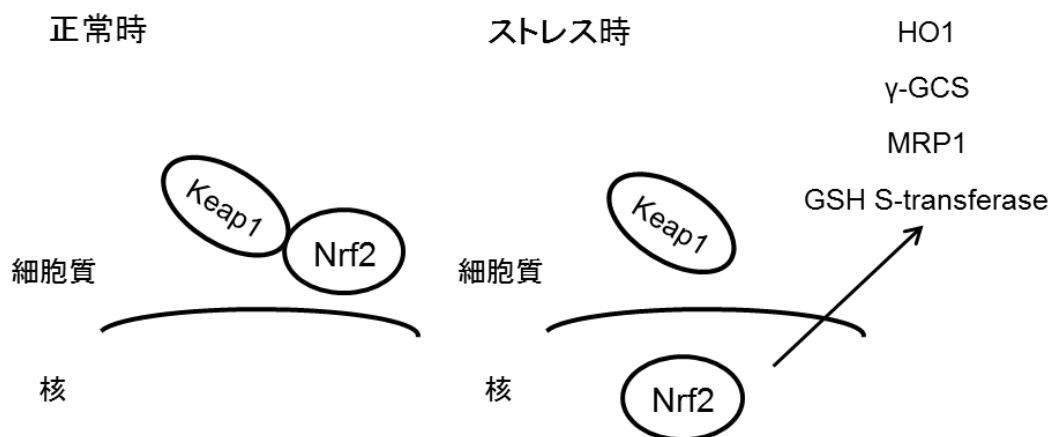 正常時
Keap1
Nrf2
細胞質
核
ストレス時
Keap1
細胞質
核
Nrf2
HO1
γ-GCS
MRP1
GSH S-transferase